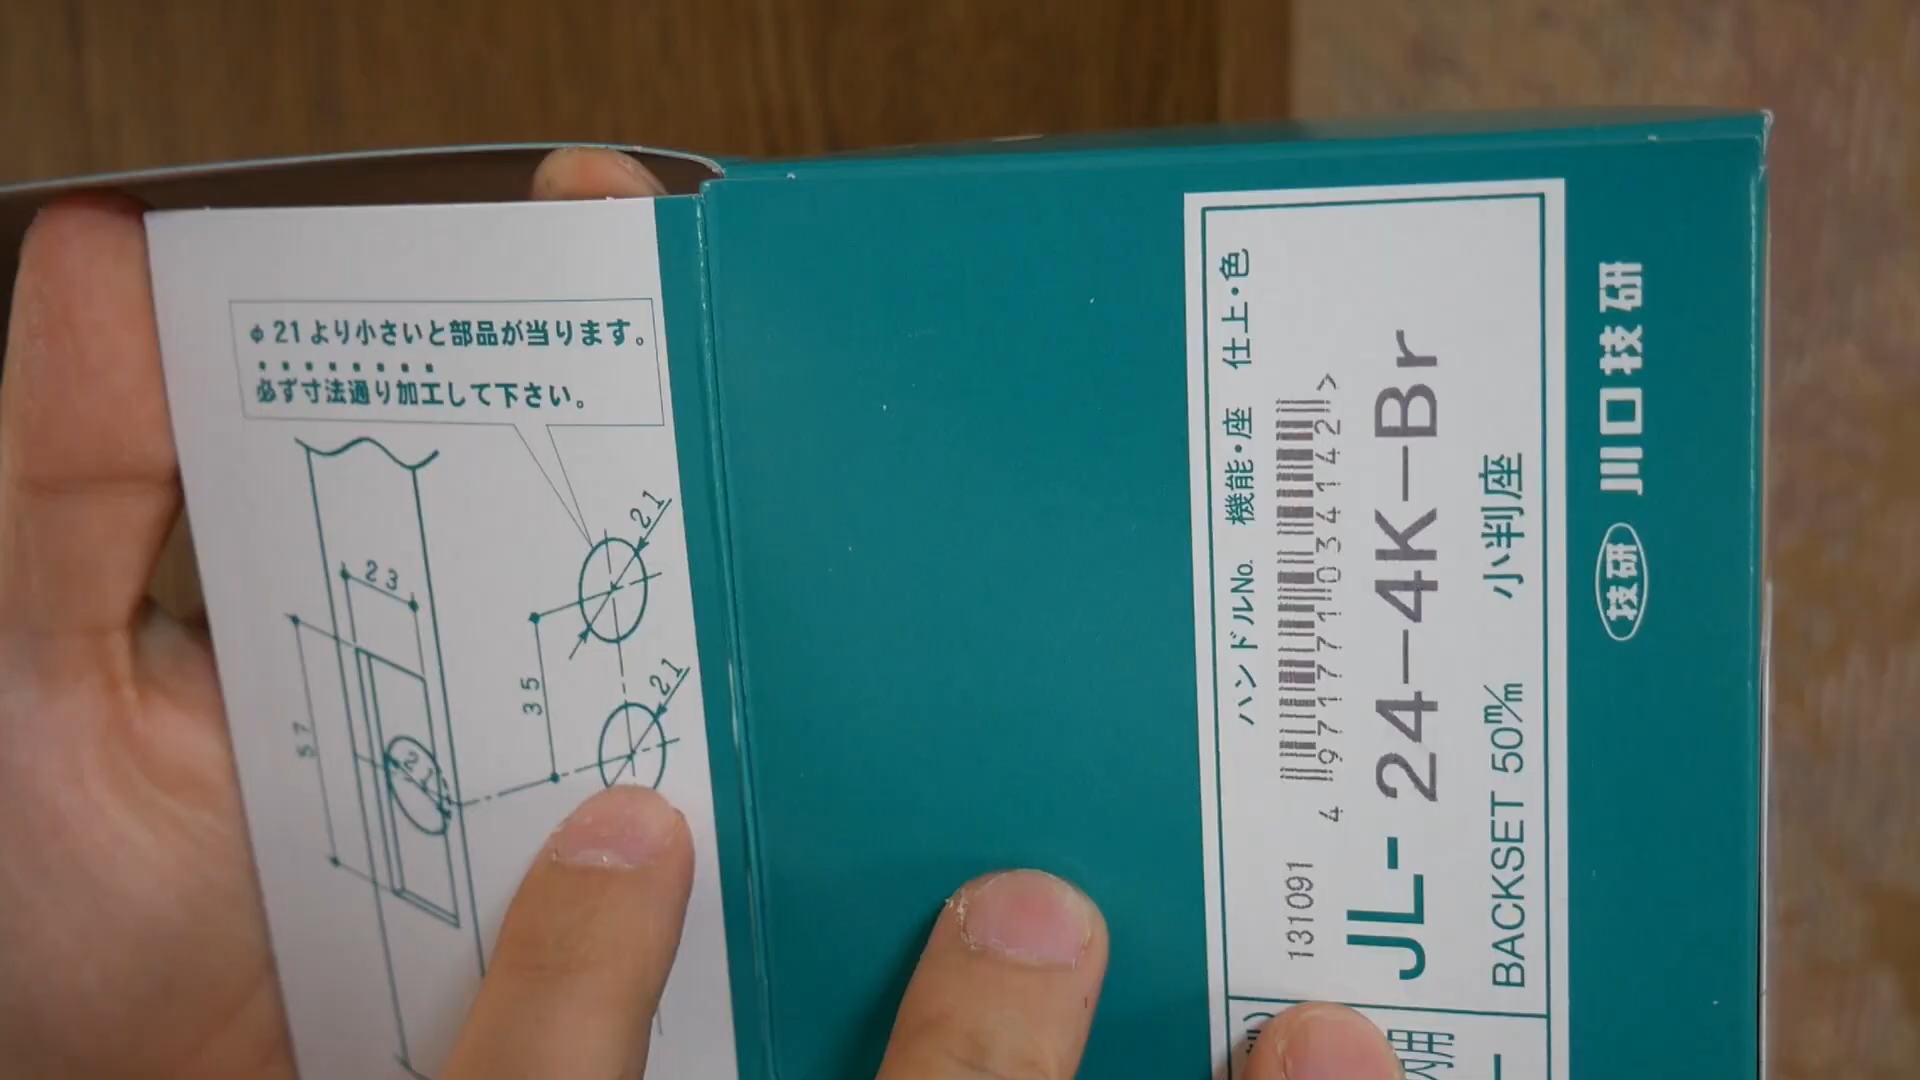 φ21より小さいと部品が当ります。
必ず寸法通り加工して下さい。
23
57
21
35
21
21
ハンドルNo. 機能・座 仕上・色
131091
4 971771034142>
JL-24-4K-Br
BACKSET 50m/m 小判座
技研 川口技研
内用